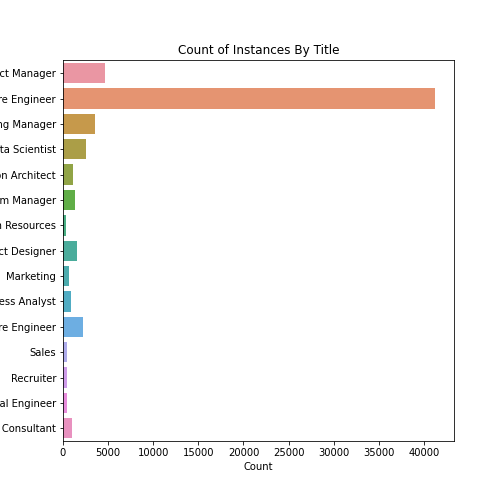 Count of Instances By Title
ct Manager
re Engineer
ng Manager
ta Scientist
on Architect
m Manager
n Resources
ct Designer
Marketing
ess Analyst
re Engineer
Sales
Recruiter
al Engineer
Consultant
0 5000 10000 15000 20000 25000 30000 35000 40000
Count